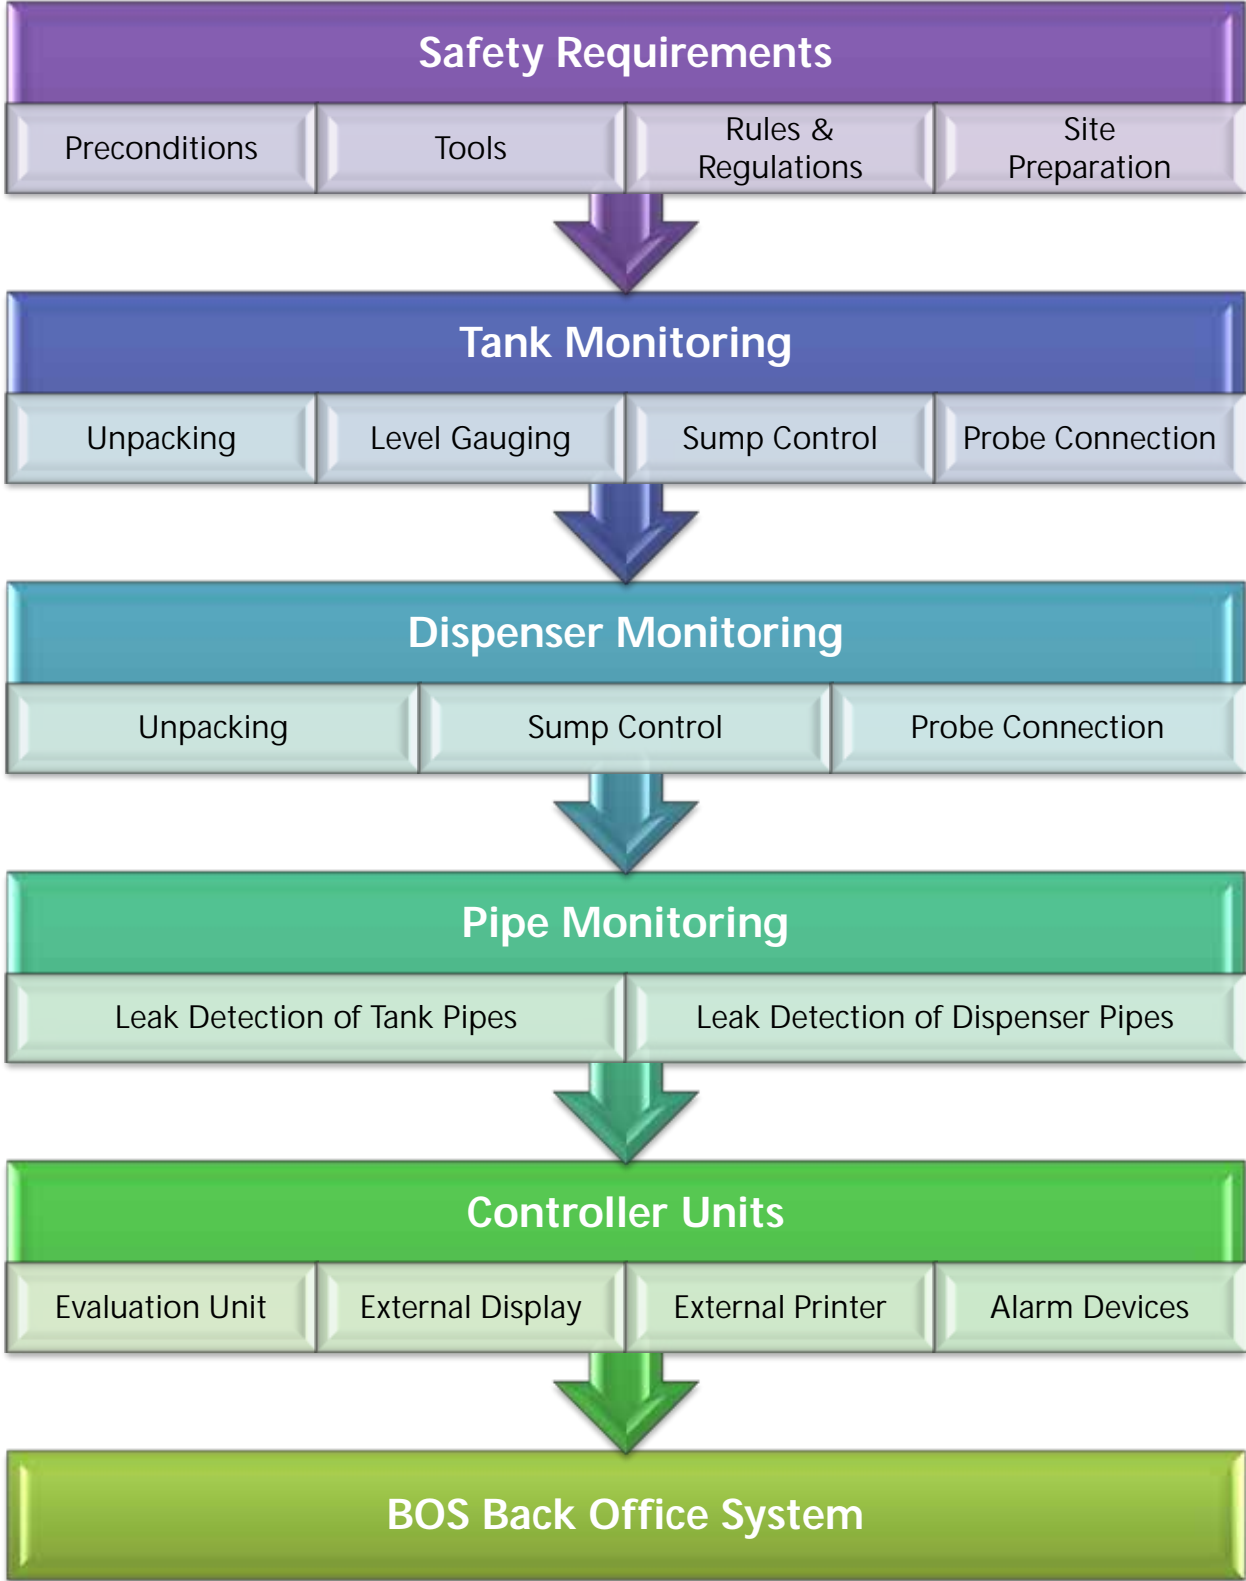 Safety Requirements
Preconditions
Tools
Rules &
Regulations
Site
Preparation
Tank Monitoring
Unpacking
Level Gauging
Sump Control
Probe Connection
Dispenser Monitoring
Unpacking
Sump Control
Probe Connection
Pipe Monitoring
Leak Detection of Tank Pipes
Leak Detection of Dispenser Pipes
Controller Units
Evaluation Unit
External Display
External Printer
Alarm Devices
BOS Back Office System